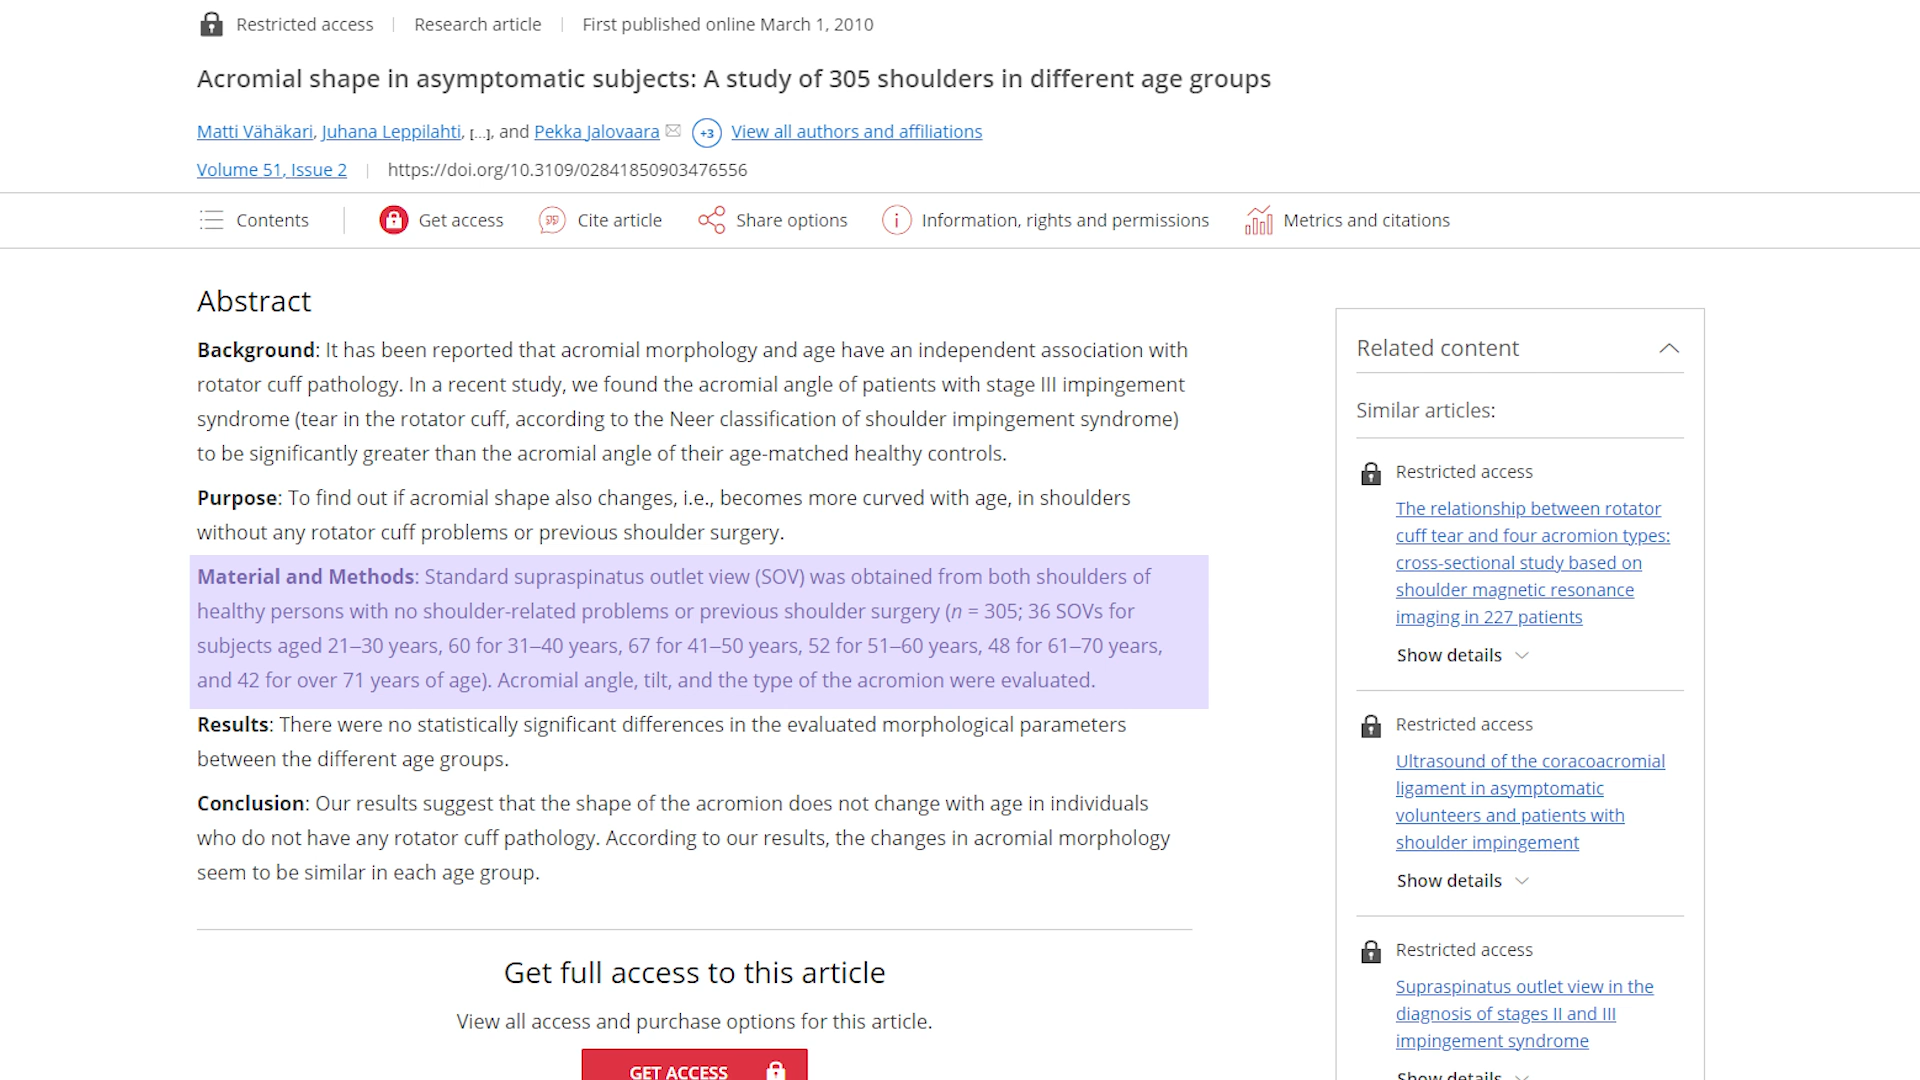 Restricted access | Research article | First published online March 1, 2010
Acromial shape in asymptomatic subjects: A study of 305 shoulders in different age groups
Matti Vähäkari, Juhana Leppilahti, [...], and Pekka Jalovaara +3 View all authors and affiliations
Volume 51, Issue 2 | https://doi.org/10.3109/02841850903476556
Contents | Get access Cite article Share options Information, rights and permissions Metrics and citations
Abstract
Background: It has been reported that acromial morphology and age have an independent association with
rotator cuff pathology. In a recent study, we found the acromial angle of patients with stage III impingement
syndrome (tear in the rotator cuff, according to the Neer classification of shoulder impingement syndrome)
to be significantly greater than the acromial angle of their age-matched healthy controls.
Purpose: To find out if acromial shape also changes, i.e., becomes more curved with age, in shoulders
without any rotator cuff problems or previous shoulder surgery.
Material and Methods: Standard supraspinatus outlet view (SOV) was obtained from both shoulders of
healthy persons with no shoulder-related problems or previous shoulder surgery (n = 305; 36 SOVs for
subjects aged 21–30 years, 60 for 31–40 years, 67 for 41–50 years, 52 for 51–60 years, 48 for 61–70 years,
and 42 for over 71 years of age). Acromial angle, tilt, and the type of the acromion were evaluated.
Results: There were no statistically significant differences in the evaluated morphological parameters
between the different age groups.
Conclusion: Our results suggest that the shape of the acromion does not change with age in individuals
who do not have any rotator cuff pathology. According to our results, the changes in acromial morphology
seem to be similar in each age group.
Get full access to this article
View all access and purchase options for this article.
GET ACCESS
Related content
Similar articles:
Restricted access
The relationship between rotator
cuff tear and four acromion types:
cross-sectional study based on
shoulder magnetic resonance
imaging in 227 patients
Show details
Restricted access
Ultrasound of the coracoacromial
ligament in asymptomatic
volunteers and patients with
shoulder impingement
Show details
Restricted access
Supraspinatus outlet view in the
diagnosis of stages II and III
impingement syndrome
Show details